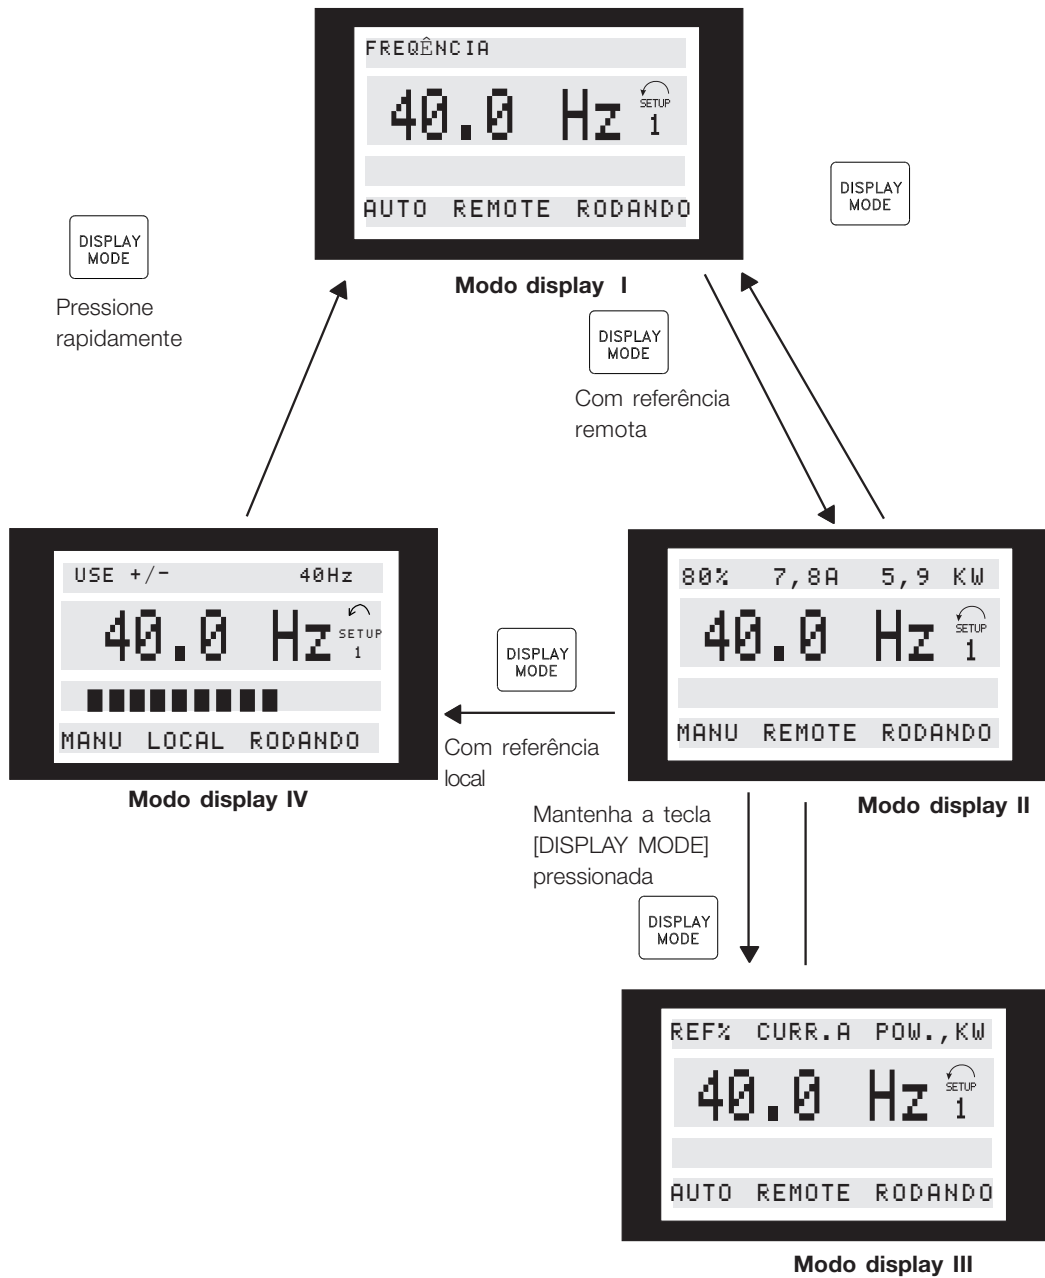 FREQÊNCIA
40.0 Hz
SETUP
1
AUTO REMOTE RODANDO
Modo display I
DISPLAY
MODE
Pressione
rapidamente
DISPLAY
MODE
DISPLAY
MODE
Com referência
remota
USE +/-
40Hz
40.0 Hz
SETUP
1
MANU LOCAL RODANDO
Modo display IV
DISPLAY
MODE
Com referência
local
80% 7,8A 5,9 KW
40.0 Hz
SETUP
1
MANU REMOTE RODANDO
Modo display II
Mantenha a tecla
[DISPLAY MODE]
pressionada
DISPLAY
MODE
REF% CURR.A POW.,KW
40.0 Hz
SETUP
1
AUTO REMOTE RODANDO
Modo display III